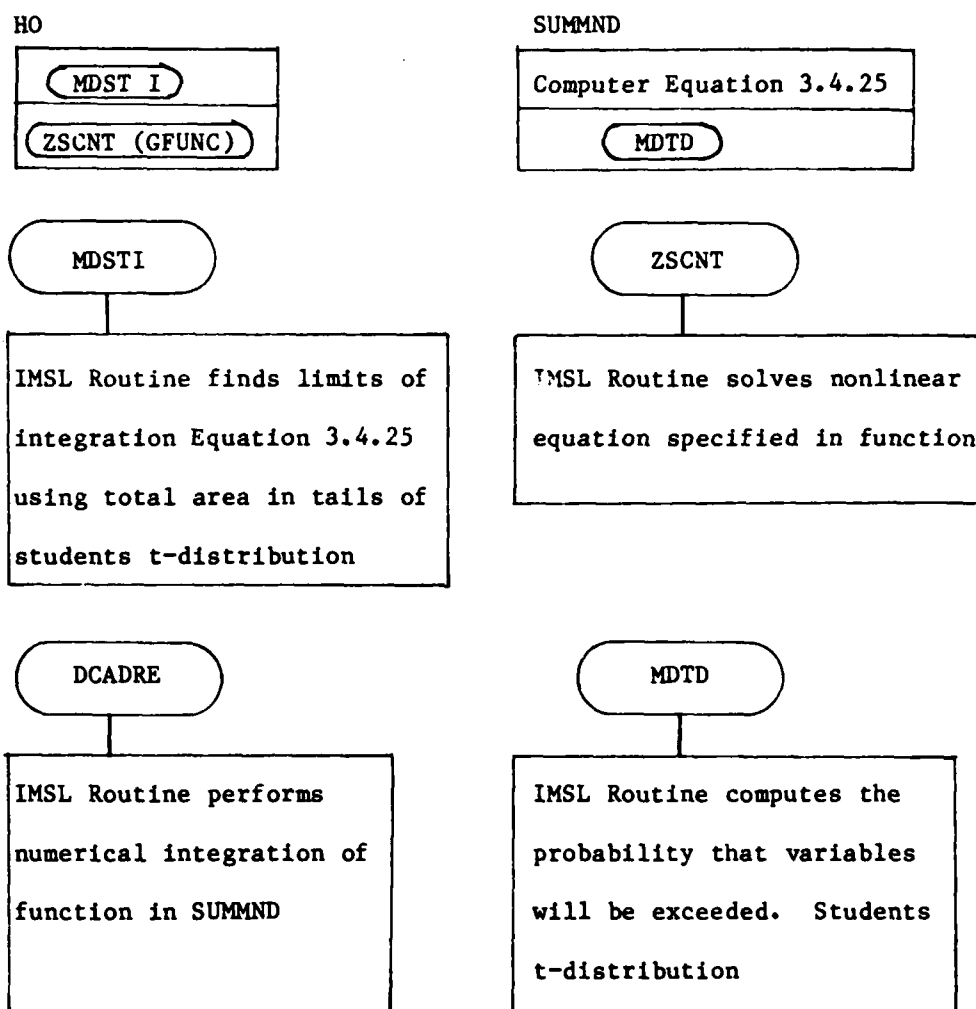 HO
MDST I
ZSCNT (GFUNC)
SUMMND
Computer Equation 3.4.25
MDTD
MDSTI
IMSL Routine finds limits of
integration Equation 3.4.25
using total area in tails of
students t-distribution
ZSCNT
IMSL Routine solves nonlinear
equation specified in function
DCADRE
IMSL Routine performs
numerical integration of
function in SUMMND
MDTD
IMSL Routine computes the
probability that variables
will be exceeded. Students
t-distribution